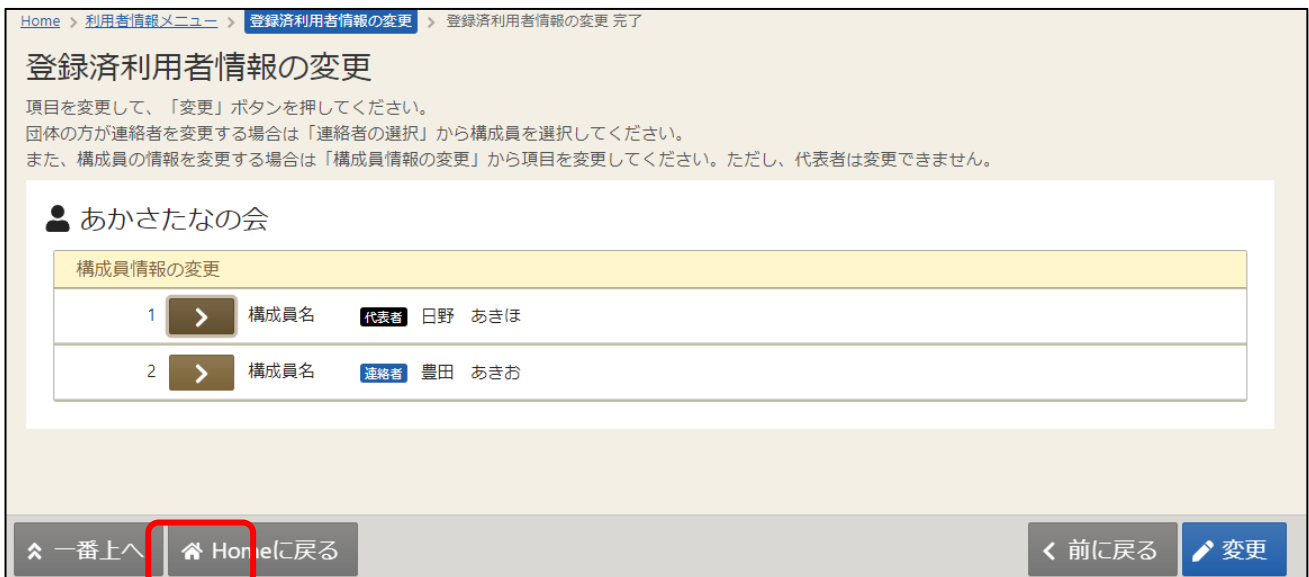 Home > 利用者情報メニュー > 登録済利用者情報の変更 > 登録済利用者情報の変更 完了
登録済利用者情報の変更
項目を変更して、「変更」ボタンを押してください。
団体の方が連絡者を変更する場合は「連絡者の選択」から構成員を選択してください。
また、構成員の情報を変更する場合は「構成員情報の変更」から項目を変更してください。ただし、代表者は変更できません。
あかさたなの会
構成員情報の変更
1 > 構成員名 代表者 日野 あきほ
2 > 構成員名 連絡者 豊田 あきお
一番上へ Homeに戻る 前に戻る 変更